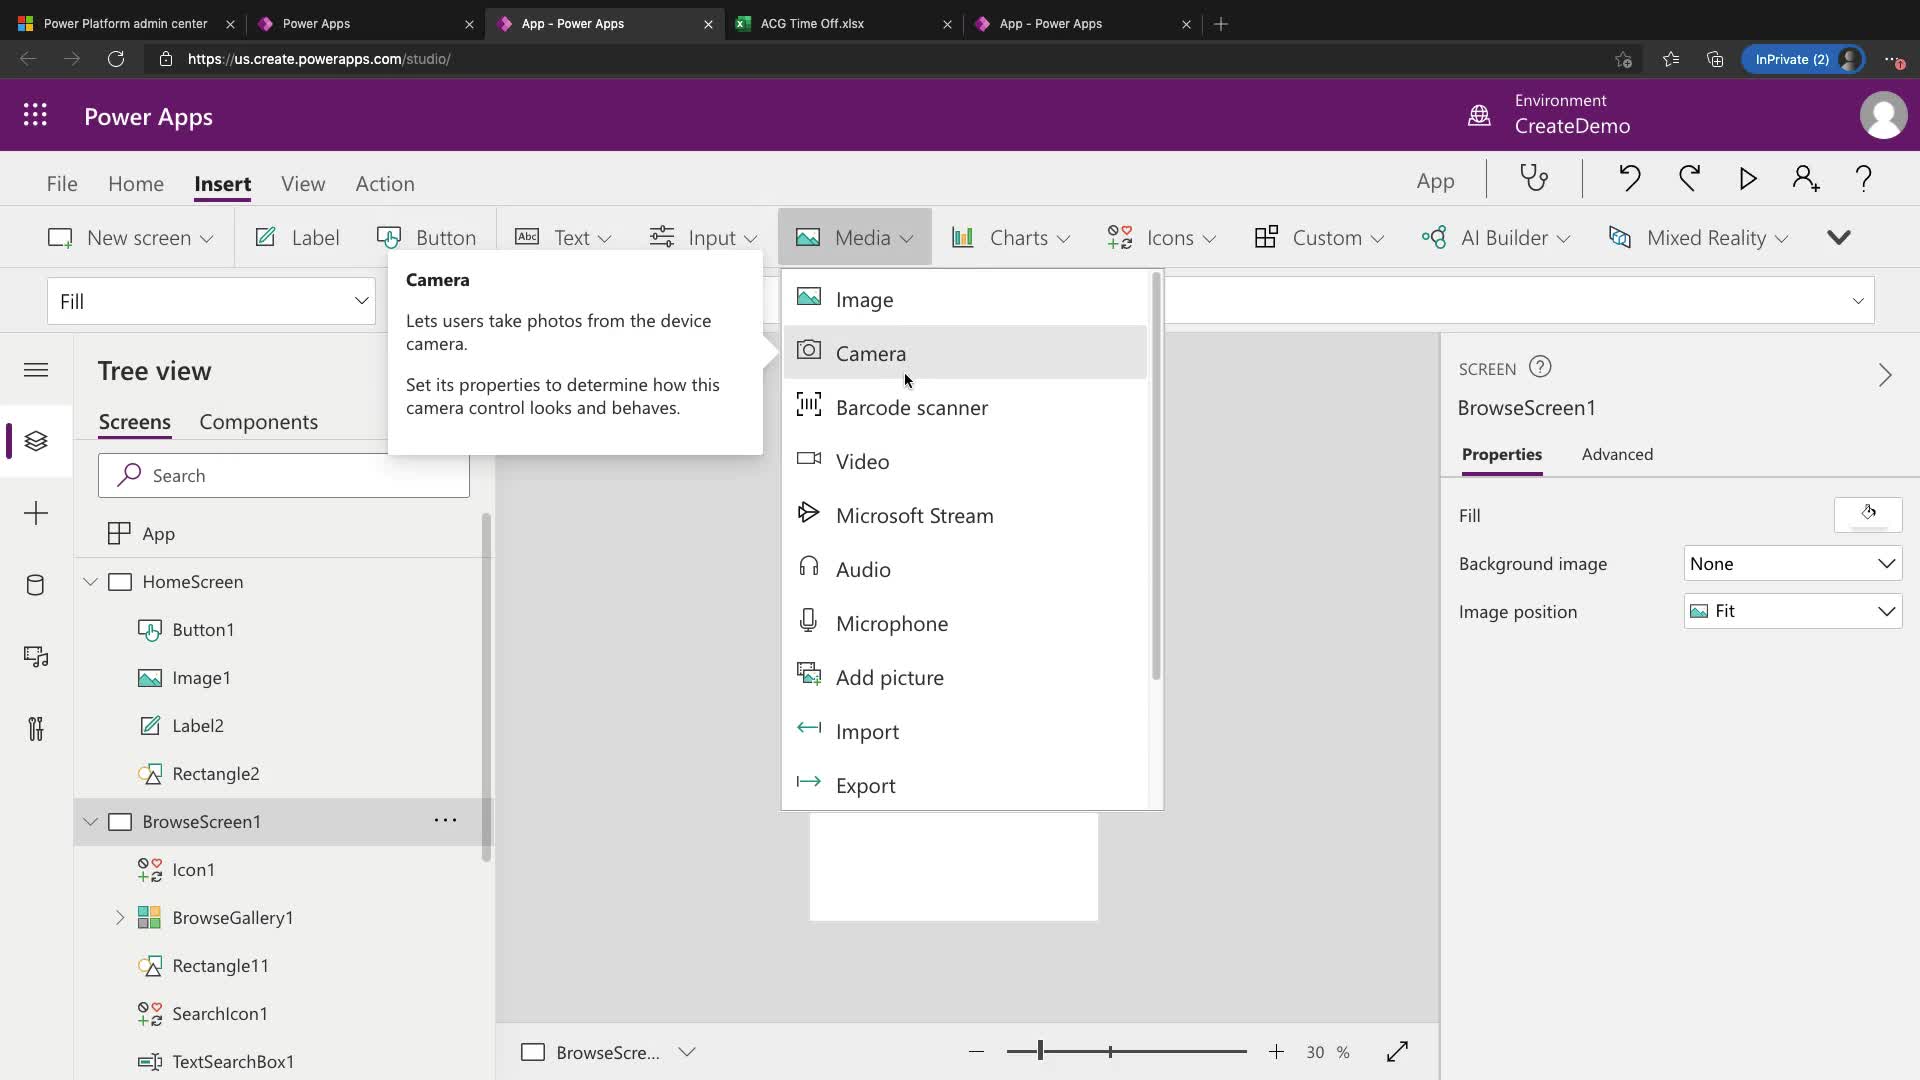 Power Platform admin center
Power Apps
App - Power Apps
ACG Time Off.xlsx
App - Power Apps
https://us.create.powerapps.com/studio/
InPrivate (2)
Power Apps
Environment
CreateDemo
File
Home
Insert
View
Action
App
New screen
Label
Button
Abc
Text
Input
Media
Charts
Icons
Custom
AI Builder
Mixed Reality
Fill
Camera
Lets users take photos from the device
camera.
Set its properties to determine how this
camera control looks and behaves.
Image
Camera
Barcode scanner
Video
Microsoft Stream
Audio
Microphone
Add picture
Import
Export
Tree view
Screens
Components
Search
App
HomeScreen
Button1
Image1
Label2
Rectangle2
BrowseScreen1
Icon1
BrowseGallery1
Rectangle11
SearchIcon1
TextSearchBox1
SCREEN
BrowseScreen1
Properties
Advanced
Fill
Background image
None
Image position
Fit
BrowseScre...
30 %